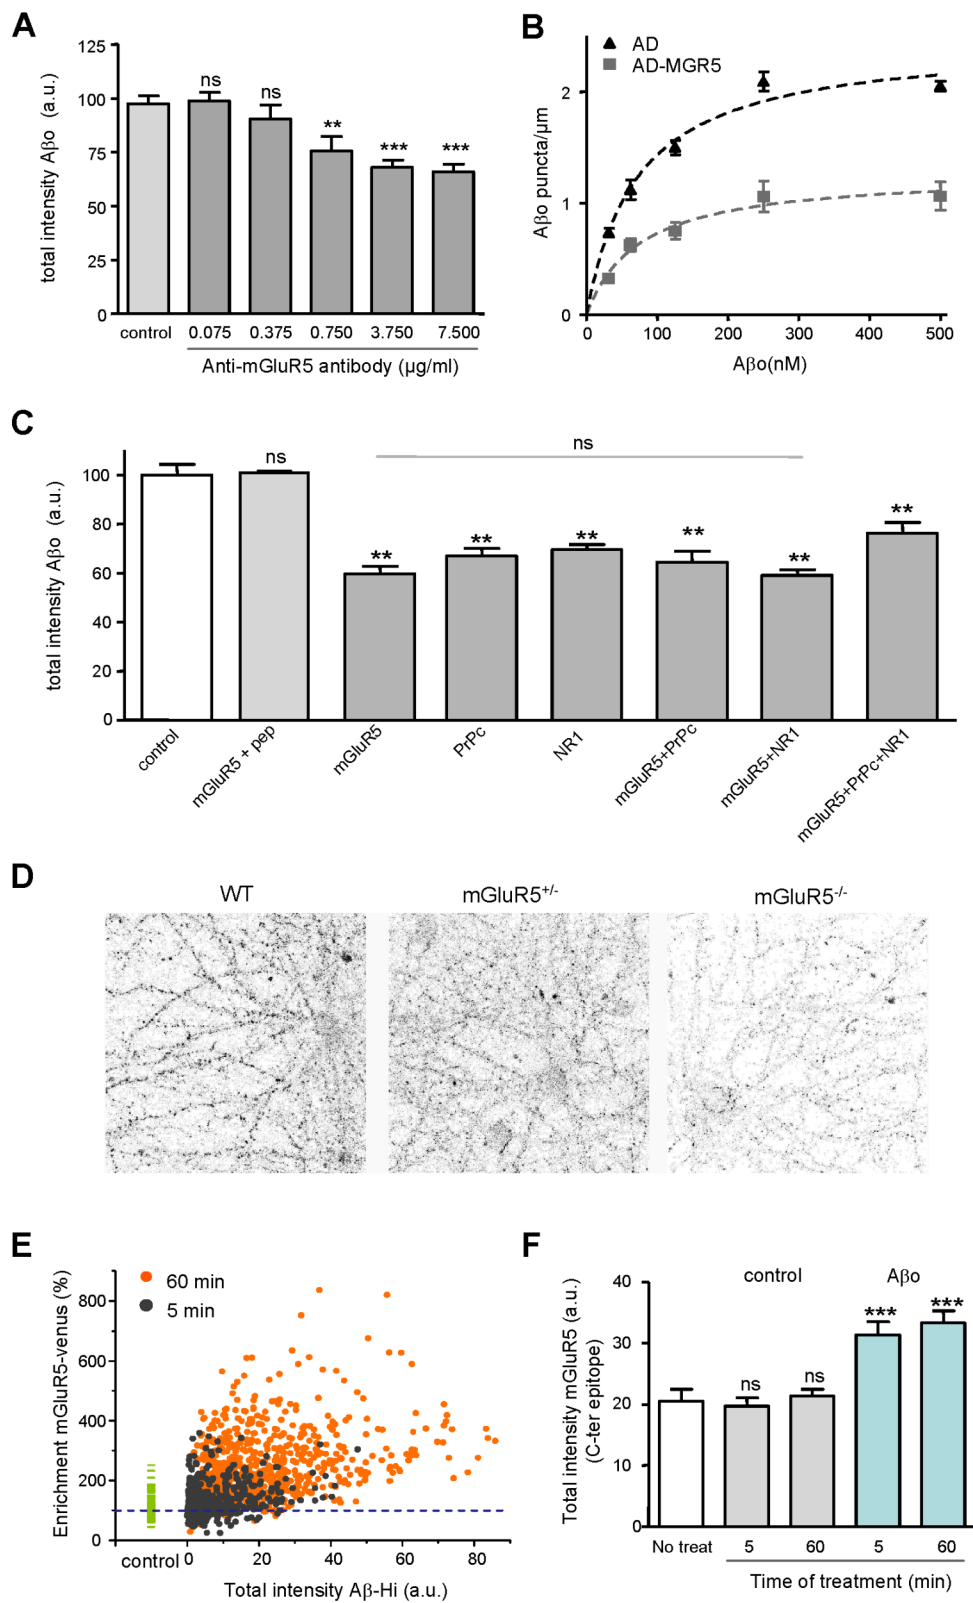 A
total intensity Aβo (a.u.)
125
100
75
50
25
0
ns
ns
**
***
***
control
0.075
0.375
0.750
3.750
7.500
Anti-mGluR5 antibody (µg/ml)
B
AD
AD-MGR5
Aβo puncta/µm
2
1
0
0
100
200
300
400
500
Aβo(nM)
C
total intensity Aβo (a.u.)
100
80
60
40
20
0
ns
ns
**
**
**
**
**
**
control
mGluR5 + pep
mGluR5
PrPc
NR1
mGluR5+PrPc
mGluR5+NR1
mGluR5+PrPc+NR1
D
WT
mGluR5+/-
mGluR5-/-
E
Enrichment mGluR5-venus (%)
60 min
5 min
800
600
400
200
0
control
0
20
40
60
80
Total intensity Aβ-Hi (a.u.)
F
Total intensity mGluR5 (a.u.)
(C-ter epitope)
40
30
20
10
0
control
Aβo
ns
ns
***
***
No treat
5
60
5
60
Time of treatment (min)